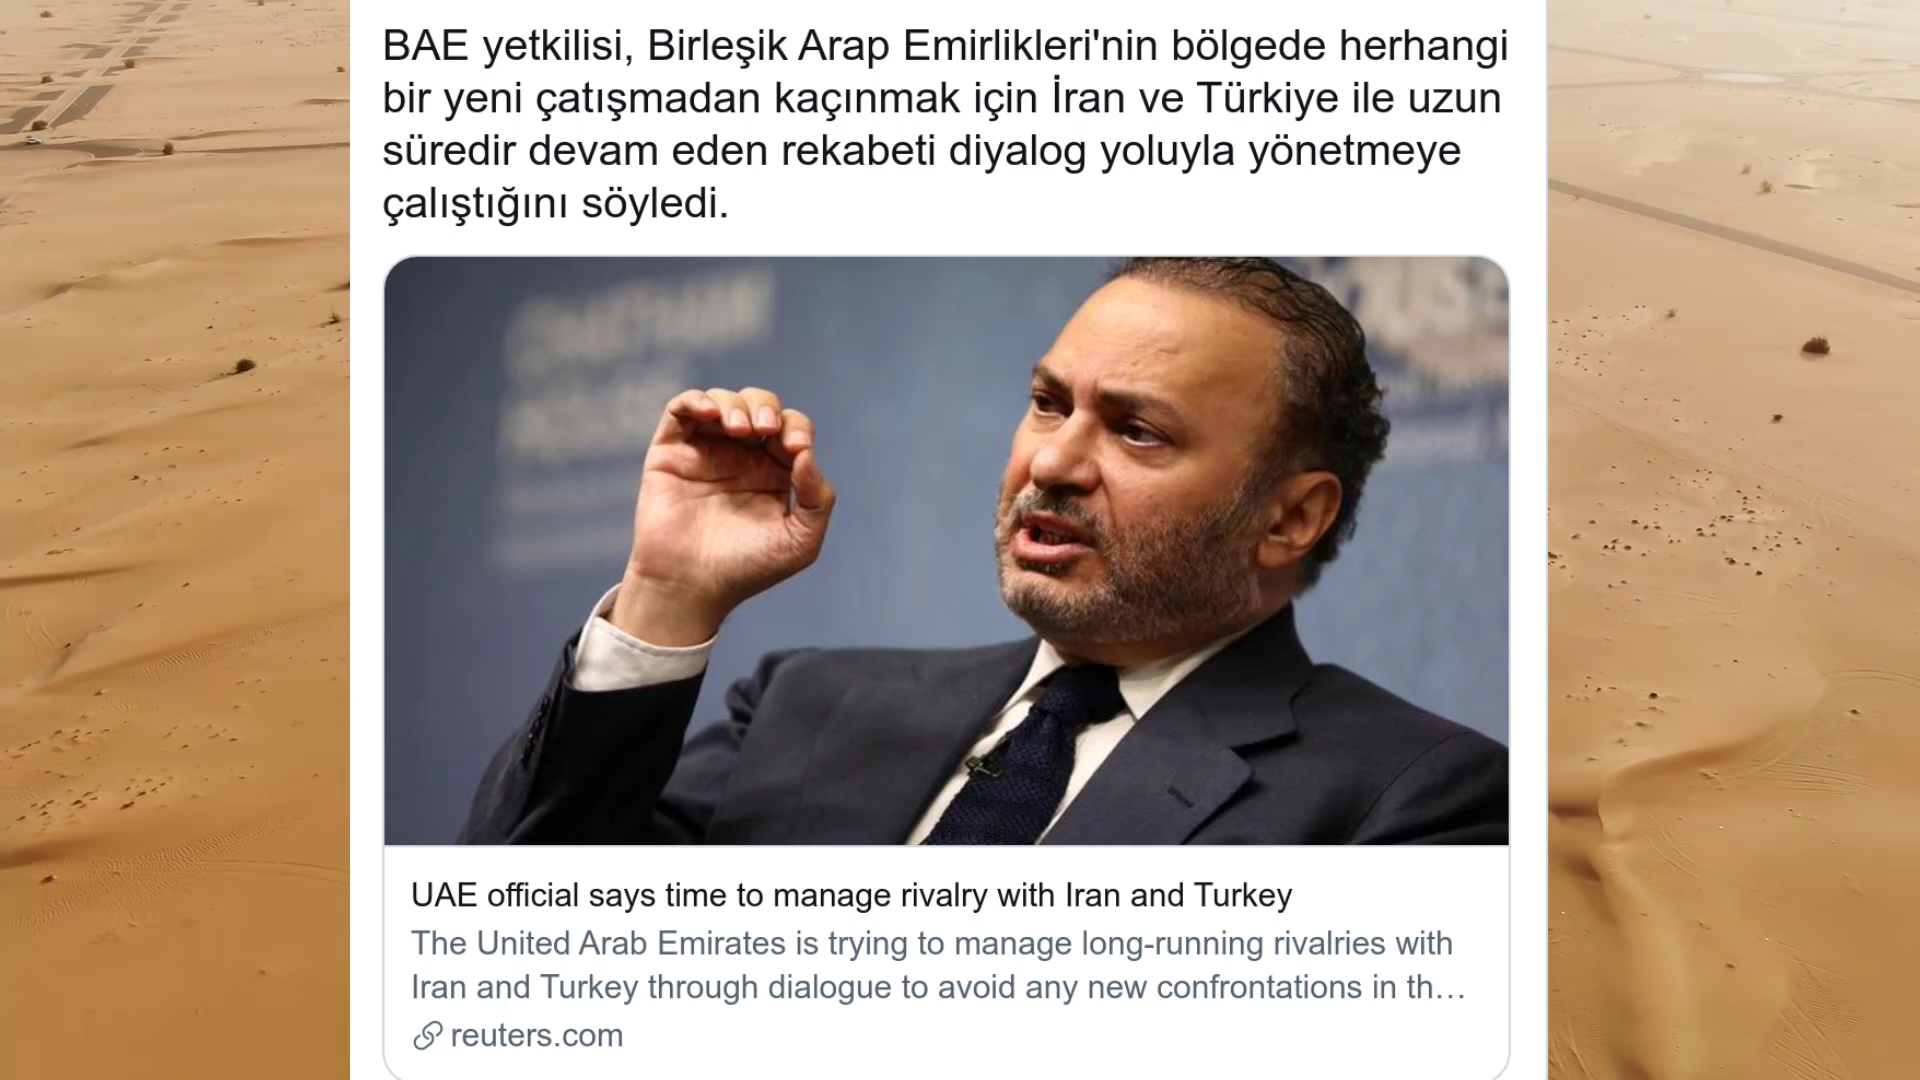 BAE yetkilisi, Birleşik Arap Emirlikleri'nin bölgede herhangi
bir yeni çatışmadan kaçınmak için İran ve Türkiye ile uzun
süredir devam eden rekabeti diyalog yoluyla yönetmeye
çalıştığını söyledi.
UAE official says time to manage rivalry with Iran and Turkey
The United Arab Emirates is trying to manage long-running rivalries with
Iran and Turkey through dialogue to avoid any new confrontations in th…
reuters.com